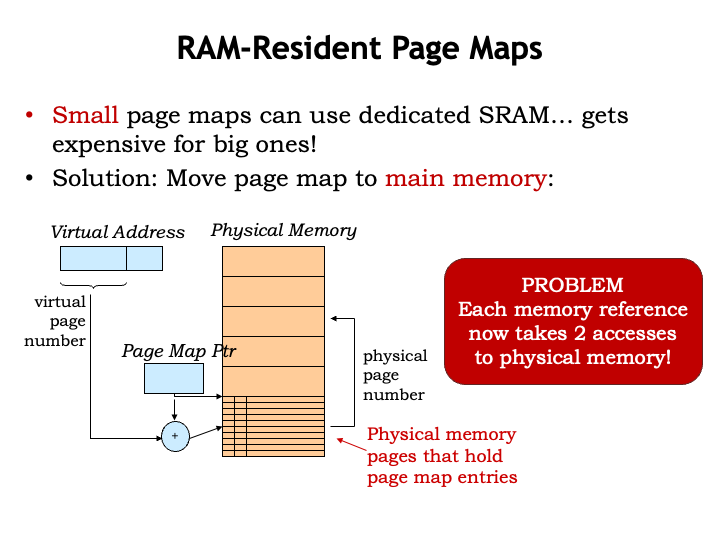 RAM-Resident Page Maps
• Small page maps can use dedicated SRAM… gets
expensive for big ones!
• Solution: Move page map to main memory:
Virtual Address
Physical Memory
virtual
page
number
Page Map Ptr
+
physical
page
number
PROBLEM
Each memory reference
now takes 2 accesses
to physical memory!
Physical memory
pages that hold
page map entries